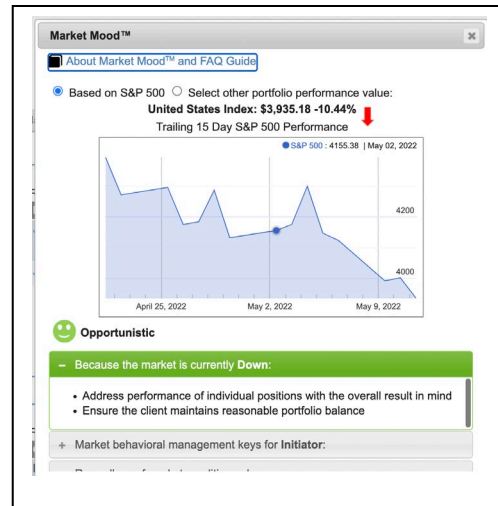 Market Mood™
About Market Mood™ and FAQ Guide
Based on S&P 500 Select other portfolio performance value:
United States Index: $3,935.18 -10.44%
Trailing 15 Day S&P 500 Performance
S&P 500 : 4155.38 | May 02, 2022
4200
4000
April 25, 2022 May 2, 2022 May 9, 2022
Opportunistic
– Because the market is currently Down:
• Address performance of individual positions with the overall result in mind
• Ensure the client maintains reasonable portfolio balance
+ Market behavioral management keys for Initiator: